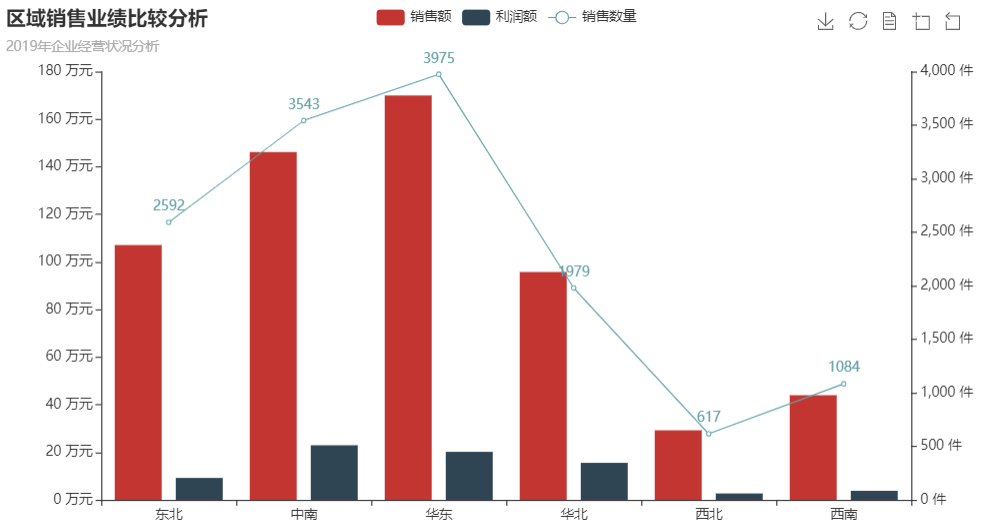 区域销售业绩比较分析
2019年企业经营状况分析
销售额 利润额 销售数量
180 万元
160 万元
140 万元
120 万元
100 万元
80 万元
60 万元
40 万元
20 万元
0 万元
2592
3543
3975
1979
617
1084
4,000 件
3,500 件
3,000 件
2,500 件
2,000 件
1,500 件
1,000 件
500 件
0 件
东北 中南 华东 华北 西北 西南